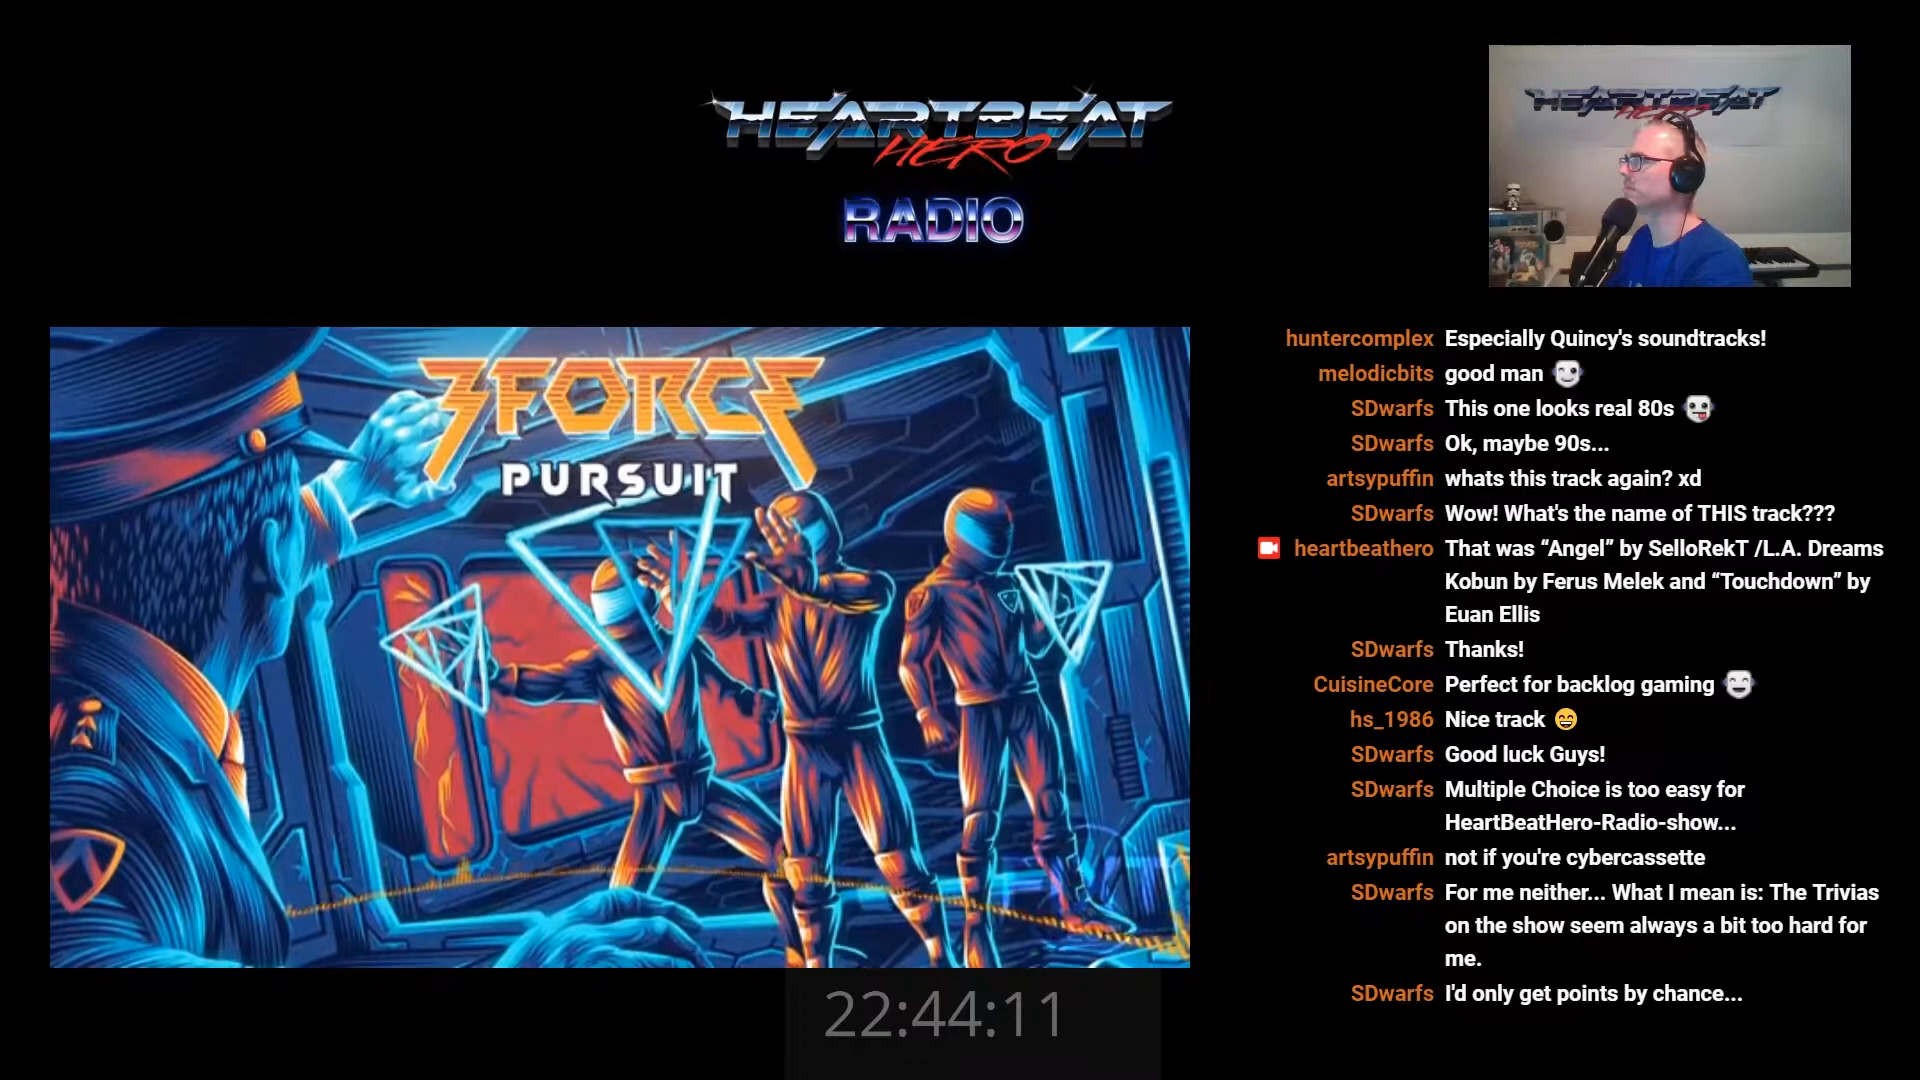 HEARTBEAT
HERO
RADIO
HEARTBEAT
HERO
3FORCE
PURSUIT
huntercomplex Especially Quincy's soundtracks!
melodicbits good man
SDwarfs This one looks real 80s
SDwarfs Ok, maybe 90s...
artsypuffin whats this track again? xd
SDwarfs Wow! What's the name of THIS track???
heartbeathero That was “Angel” by SelloRekT /L.A. Dreams
Kobun by Ferus Melek and “Touchdown” by
Euan Ellis
SDwarfs Thanks!
CuisineCore Perfect for backlog gaming
hs_1986 Nice track 😁
SDwarfs Good luck Guys!
SDwarfs Multiple Choice is too easy for
HeartBeatHero-Radio-show...
artsypuffin not if you're cybercassette
SDwarfs For me neither... What I mean is: The Trivias
on the show seem always a bit too hard for
me.
SDwarfs I'd only get points by chance...
22:44:11